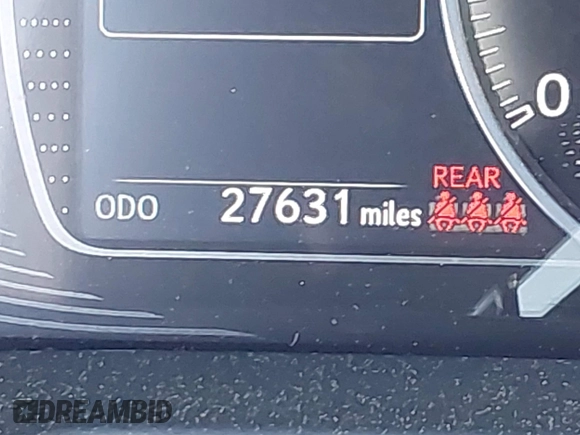 0
REAR
ODO 27631 miles
DREAMBID